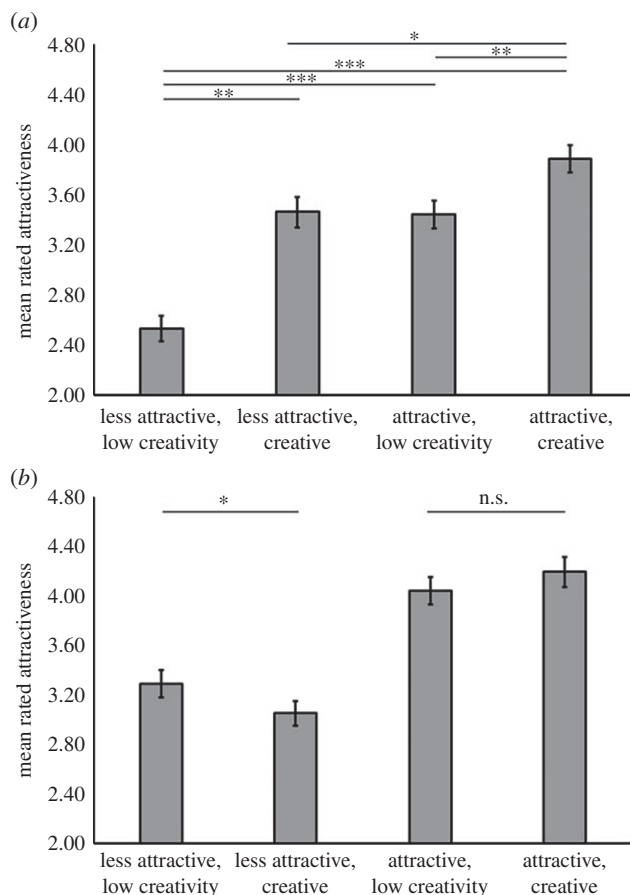 (a)
4.80
4.40
4.00
3.60
3.20
2.80
2.40
2.00
mean rated attractiveness
*
**
***
***
**
less attractive, less attractive, attractive, attractive,
low creativity creative low creativity creative
(b)
4.80
4.40
4.00
3.60
3.20
2.80
2.40
2.00
mean rated attractiveness
* n.s.
less attractive, less attractive, attractive, attractive,
low creativity creative low creativity creative